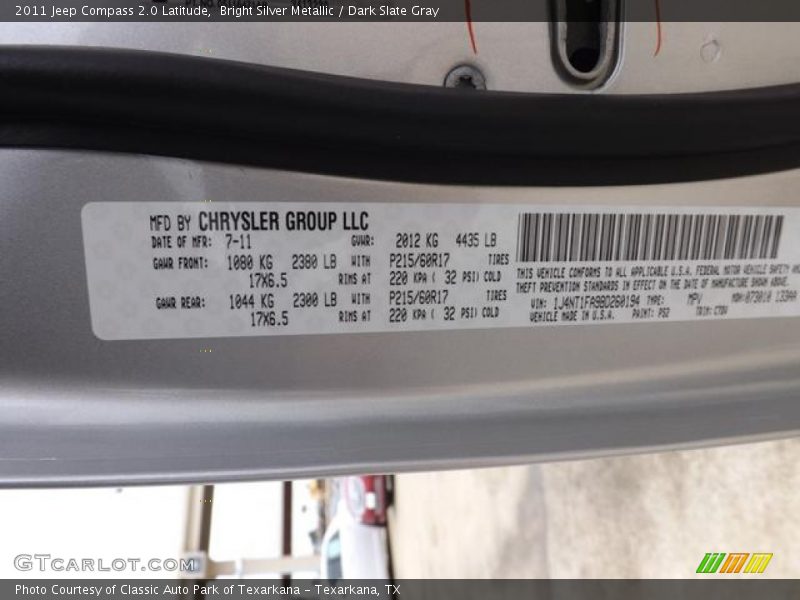 2011 Jeep Compass 2.0 Latitude,  Bright Silver Metallic / Dark Slate Gray
MFD BY CHRYSLER GROUP LLC
DATE OF MFR: 7-11 GVWR: 2012 KG 4435 LB
GAWR FRONT: 1080 KG 2380 LB WITH P215/60R17 TIRES
17X6.5 RIMS AT 220 KPA ( 32 PSI) COLD
GAWR REAR: 1044 KG 2300 LB WITH P215/60R17 TIRES
17X6.5 RIMS AT 220 KPA ( 32 PSI) COLD
THIS VEHICLE CONFORMS TO ALL APPLICABLE U.S.A. FEDERAL MOTOR VEHICLE SAFETY AND
THEFT PREVENTION STANDARDS IN EFFECT ON THE DATE OF MANUFACTURE SHOWN ABOVE.
VIN: 1J4NT1FA9BD260194 TYPE: MPV MDH:073010 
VEHICLE MADE IN U.S.A. PAINT: PS2 TRIM: 
GTCARLOT.COM
Photo Courtesy of Classic Auto Park of Texarkana – Texarkana, TX